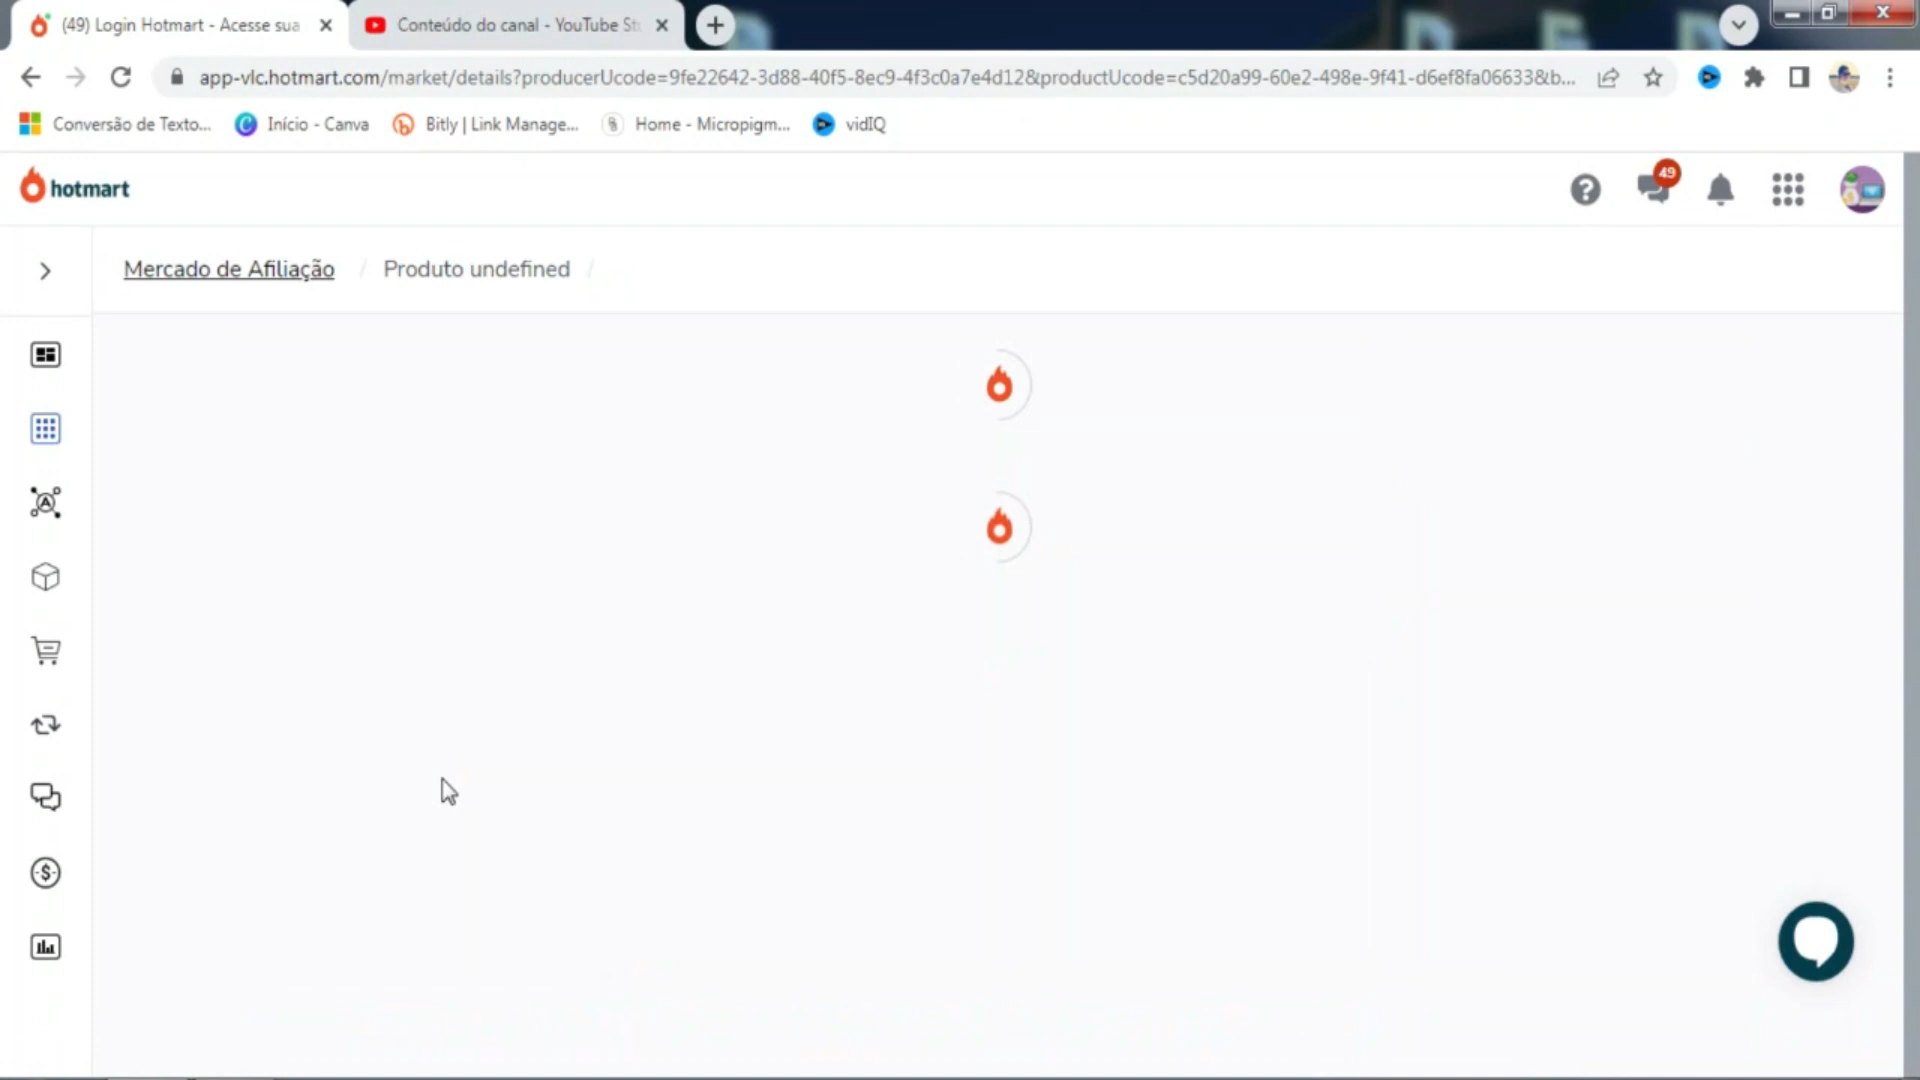 (49) Login Hotmart - Acesse sua
Conteúdo do canal - YouTube St
app-vlc.hotmart.com/market/details?producerUcode=9fe22642-3d88-40f5-8ec9-4f3c0a7e4d12&productUcode=c5d20a99-60e2-498e-9f41-d6ef8fa06633&b...
Conversão de Texto...
Início - Canva
Bitly | Link Manage...
Home - Micropigm...
vidIQ
hotmart
49
Mercado de Afiliação / Produto undefined /